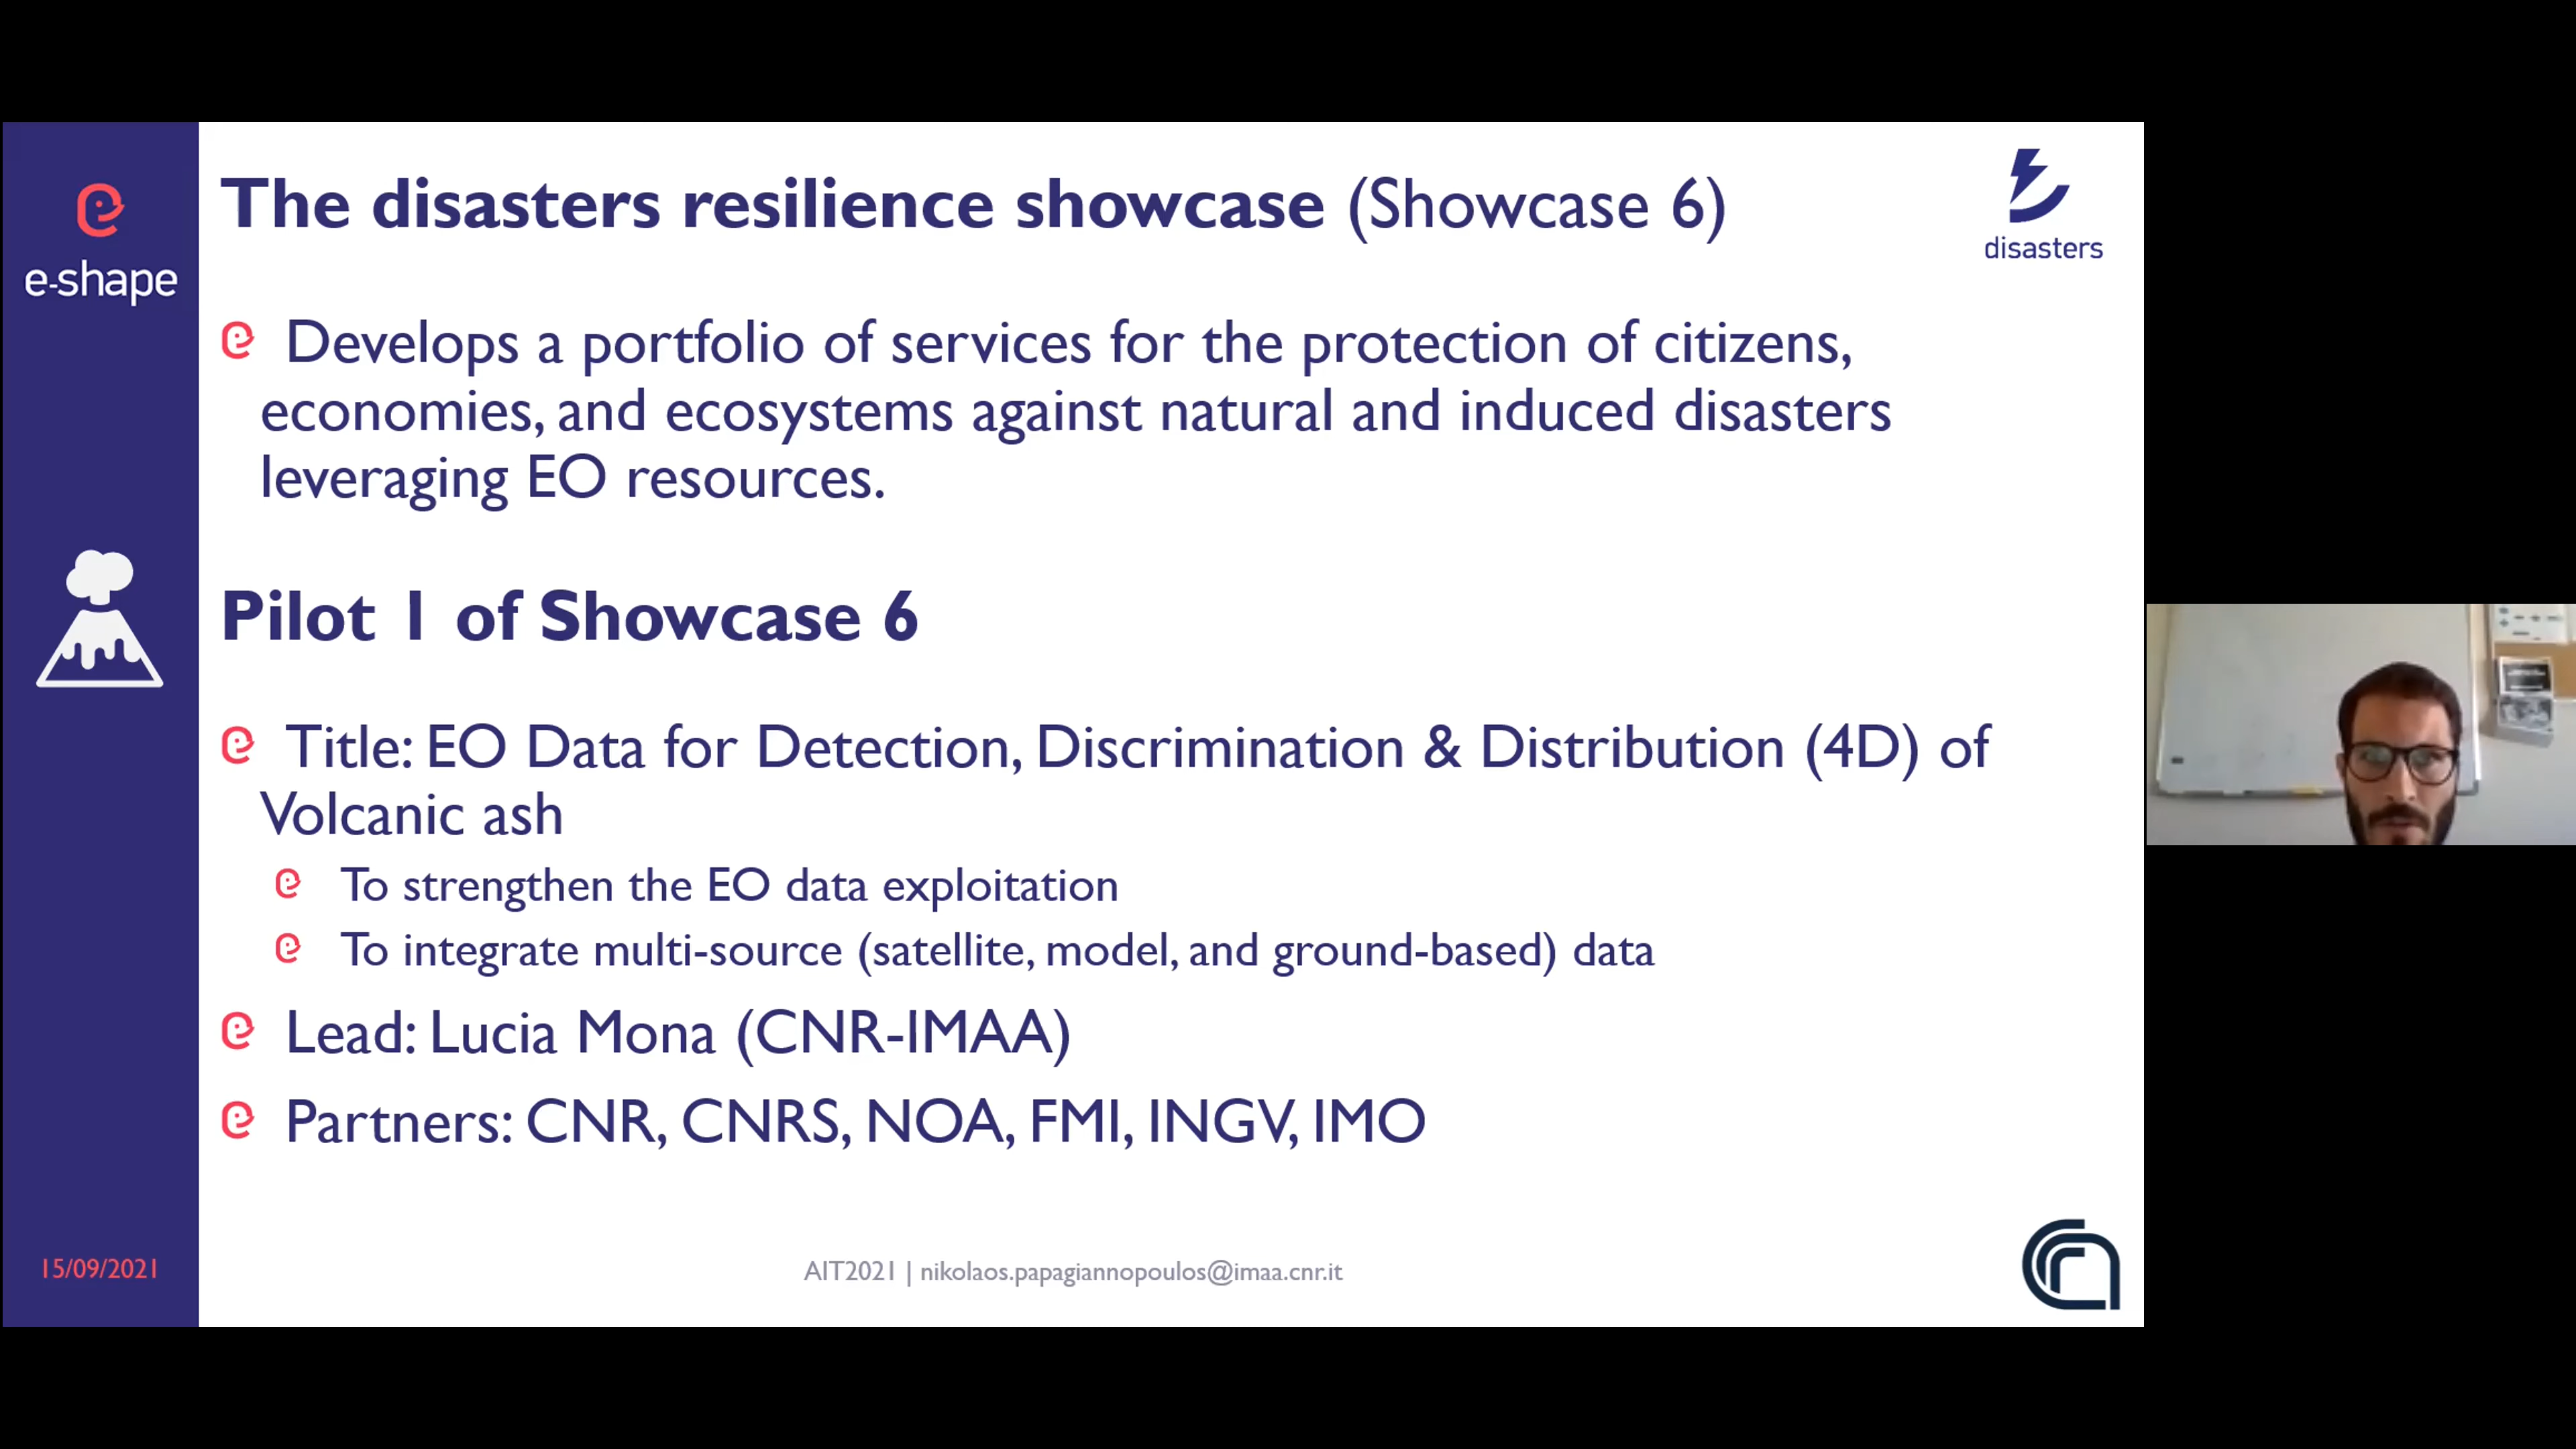 The disasters resilience showcase (Showcase 6)
disasters
e-shape
Develops a portfolio of services for the protection of citizens,
economies, and ecosystems against natural and induced disasters
leveraging EO resources.
Pilot 1 of Showcase 6
Title: EO Data for Detection, Discrimination & Distribution (4D) of
Volcanic ash
To strengthen the EO data exploitation
To integrate multi-source (satellite, model, and ground-based) data
Lead: Lucia Mona (CNR-IMAA)
Partners: CNR, CNRS, NOA, FMI, INGV, IMO
15/09/2021
AIT2021 | nikolaos.papagiannopoulos@imaa.cnr.it